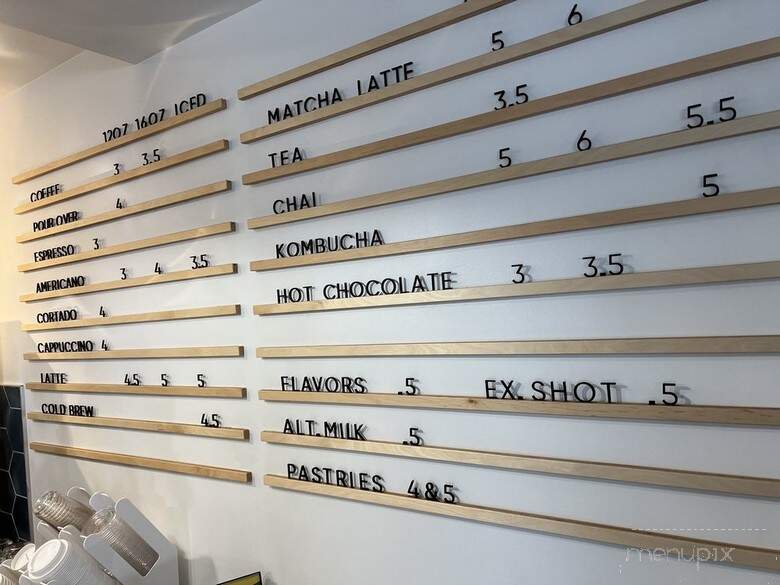 12OZ 16OZ ICED
COFFEE 3 3.5
POUR OVER 4
ESPRESSO 3
AMERICANO 3 4 3.5
CORTADO 4
CAPPUCCINO 4
LATTE 4.5 5 5
COLD BREW 4.5
MATCHA LATTE 5 6
TEA 3.5
CHAI 5 6 5.5
KOMBUCHA 5
HOT CHOCOLATE 3 3.5
FLAVORS .5 EX. SHOT .5
ALT. MILK .5
PASTRIES 4&5
menupix